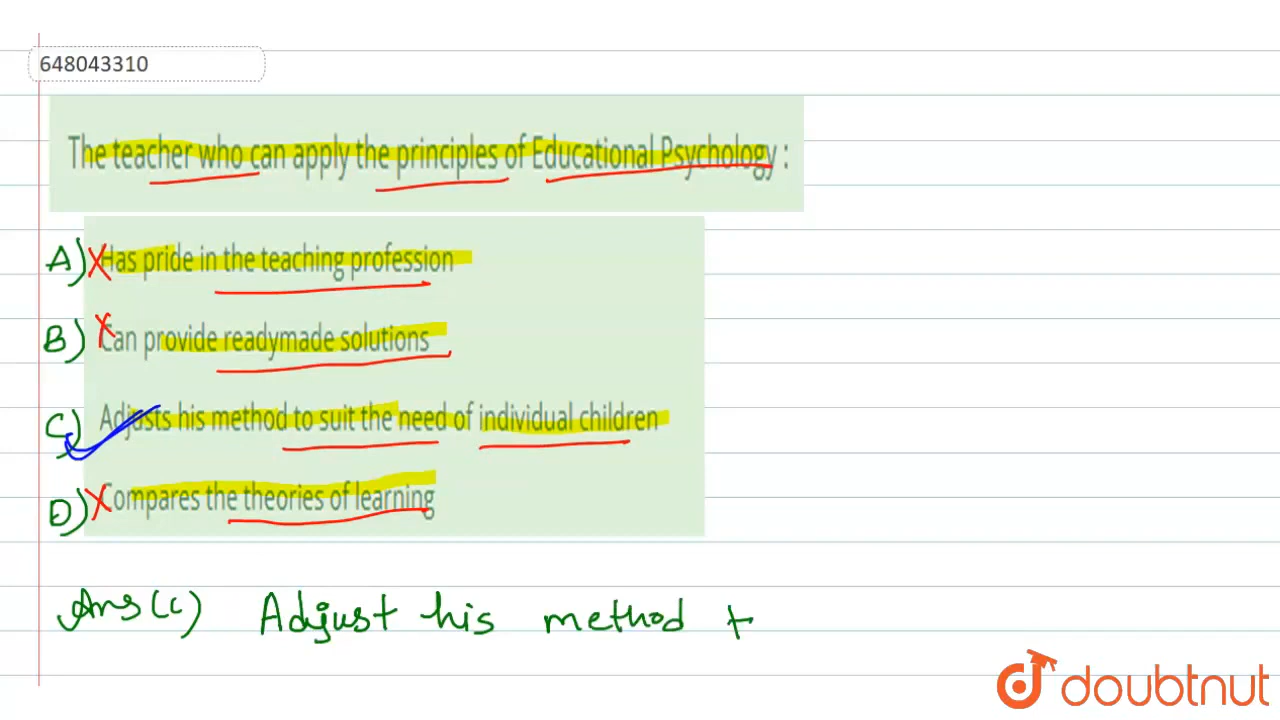 648043310
The teacher who can apply the principles of Educational Psychology :
A) Has pride in the teaching profession
B) Can provide readymade solutions
C) Adjusts his method to suit the need of individual children
D) Compares the theories of learning
Ans (C) Adjust his method t
doubtnut